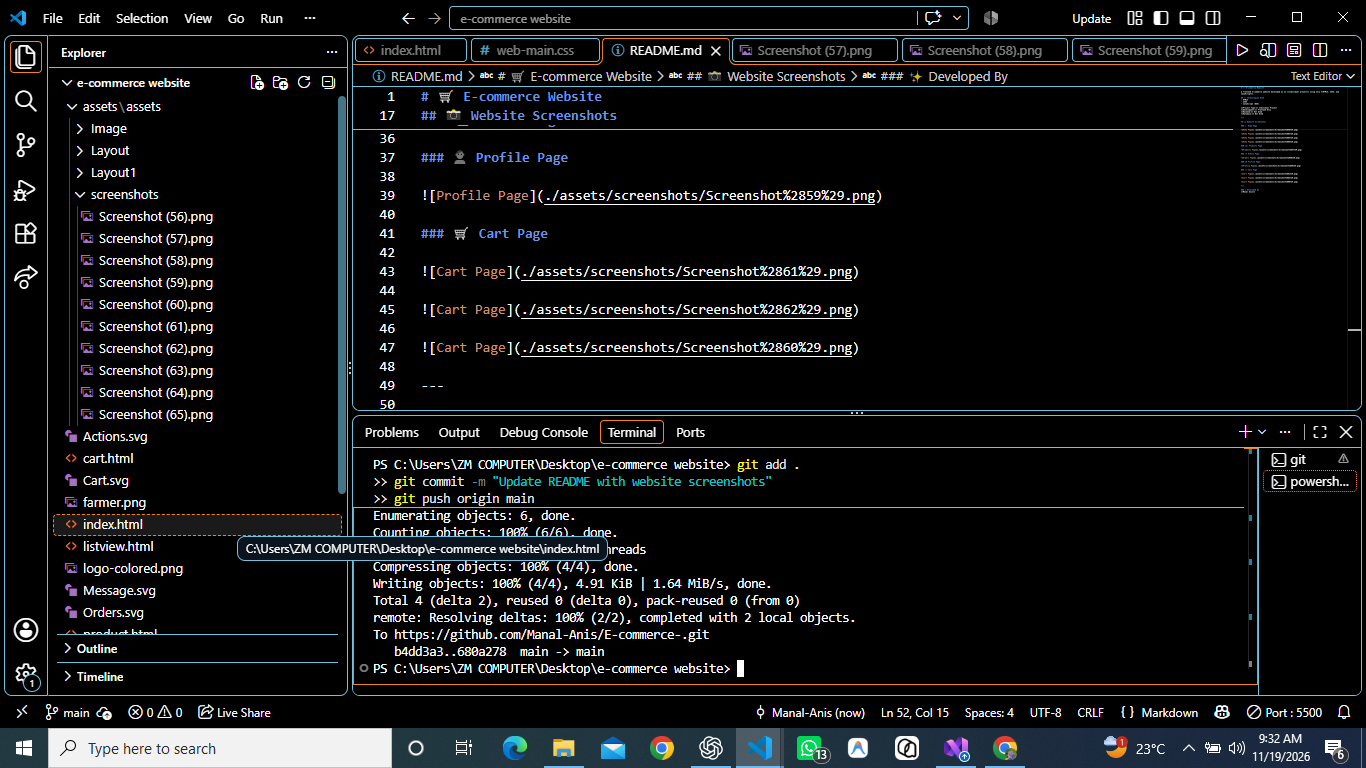 File Edit Selection View Go Run ···
e-commerce website
Update
Explorer
e-commerce website
assets\assets
Image
Layout
Layout1
screenshots
Screenshot (56).png
Screenshot (57).png
Screenshot (58).png
Screenshot (59).png
Screenshot (60).png
Screenshot (61).png
Screenshot (62).png
Screenshot (63).png
Screenshot (64).png
Screenshot (65).png
Actions.svg
cart.html
Cart.svg
farmer.png
index.html
listview.html
logo-colored.png
Message.svg
Orders.svg
product.html
Outline
Timeline
index.html # web-main.css README.md Screenshot (57).png Screenshot (58).png Screenshot (59).png
README.md > abc # 🛒 E-commerce Website > abc ## 📸 Website Screenshots > abc ### ✨ Developed By
Text Editor
1 # 🛒 E-commerce Website
17 ## 📸 Website Screenshots
36
37 ### 👤 Profile Page
38
39 ![Profile Page](./assets/screenshots/Screenshot%2859%29.png)
40
41 ### 🛒 Cart Page
42
43 ![Cart Page](./assets/screenshots/Screenshot%2861%29.png)
44
45 ![Cart Page](./assets/screenshots/Screenshot%2862%29.png)
46
47 ![Cart Page](./assets/screenshots/Screenshot%2860%29.png)
48
49 ---
50
Problems Output Debug Console Terminal Ports
PS C:\Users\ZM COMPUTER\Desktop\e-commerce website> git add .
>> git commit -m "Update README with website screenshots"
>> git push origin main
Enumerating objects: 6, done.
Counting objects: 100% (6/6), done.
C:\Users\ZM COMPUTER\Desktop\e-commerce website\index.html
hreads
Compressing objects: 100% (4/4), done.
Writing objects: 100% (4/4), 4.91 KiB | 1.64 MiB/s, done.
Total 4 (delta 2), reused 0 (delta 0), pack-reused 0 (from 0)
remote: Resolving deltas: 100% (2/2), completed with 2 local objects.
To https://github.com/Manal-Anis/E-commerce-.git
b4dd3a3..680a278 main -> main
PS C:\Users\ZM COMPUTER\Desktop\e-commerce website>
git
powersh...
1
main 0 0 Live Share
Manal-Anis (now) Ln 52, Col 15 Spaces: 4 UTF-8 CRLF { } Markdown Port : 5500
Type here to search
13
1
23°C
9:32 AM
11/19/2026
6